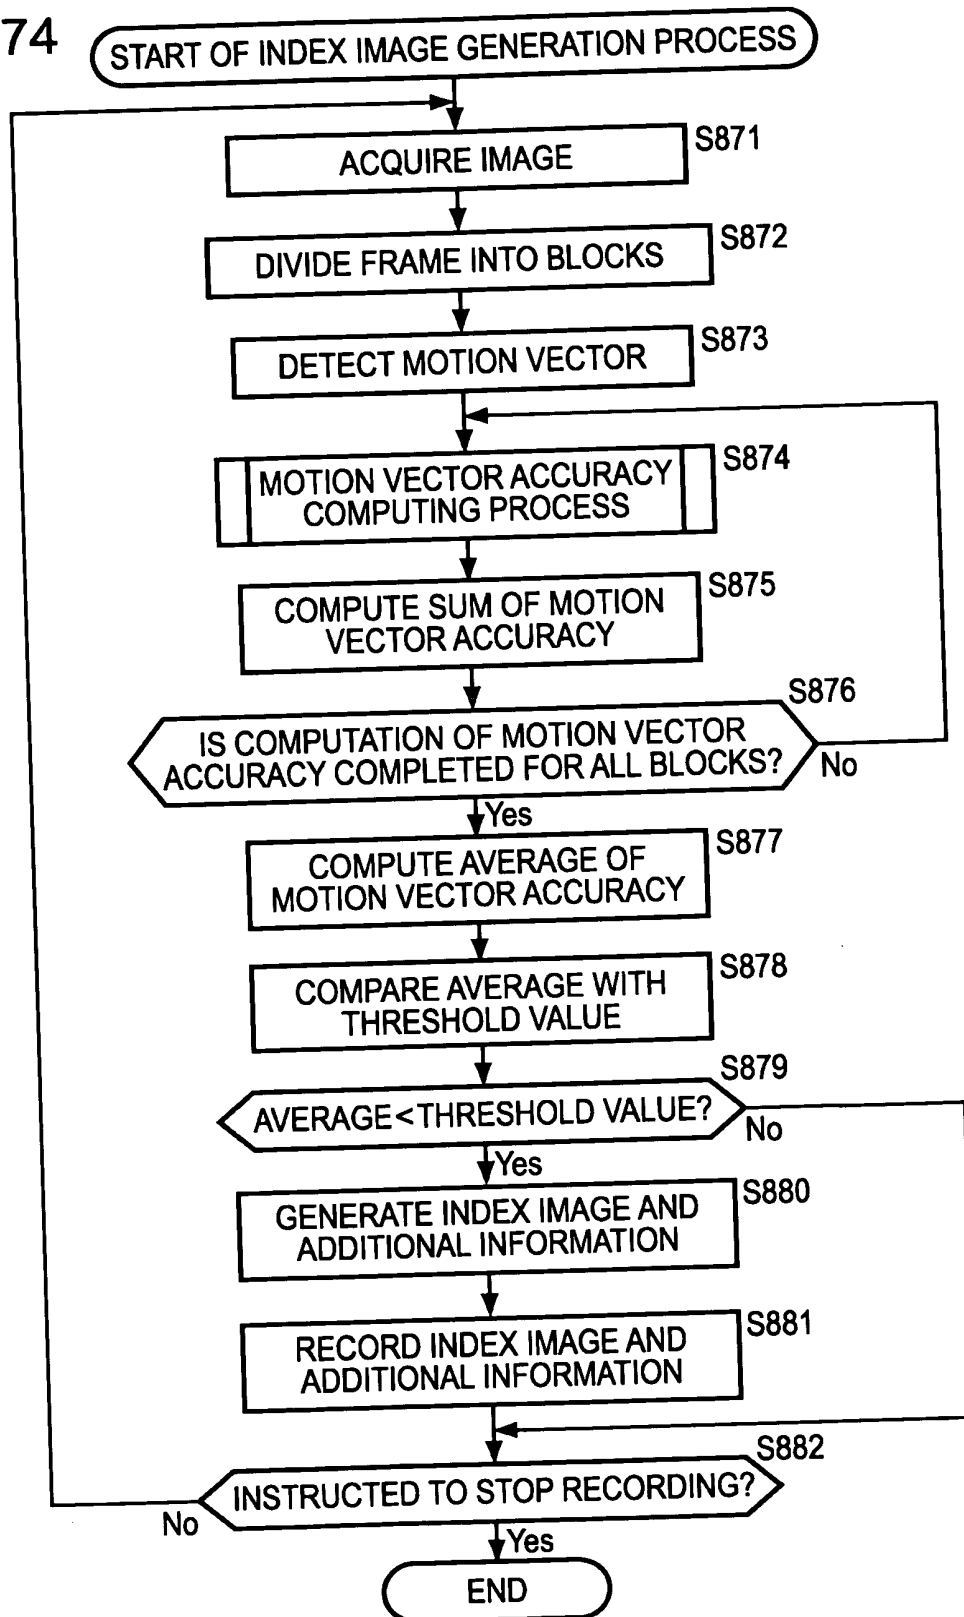 74
START OF INDEX IMAGE GENERATION PROCESS
S871
ACQUIRE IMAGE
S872
DIVIDE FRAME INTO BLOCKS
S873
DETECT MOTION VECTOR
S874
MOTION VECTOR ACCURACY
COMPUTING PROCESS
S875
COMPUTE SUM OF MOTION
VECTOR ACCURACY
S876
IS COMPUTATION OF MOTION VECTOR
ACCURACY COMPLETED FOR ALL BLOCKS?
No
Yes
S877
COMPUTE AVERAGE OF
MOTION VECTOR ACCURACY
S878
COMPARE AVERAGE WITH
THRESHOLD VALUE
S879
AVERAGE<THRESHOLD VALUE?
No
Yes
S880
GENERATE INDEX IMAGE AND
ADDITIONAL INFORMATION
S881
RECORD INDEX IMAGE AND
ADDITIONAL INFORMATION
S882
INSTRUCTED TO STOP RECORDING?
No
Yes
END